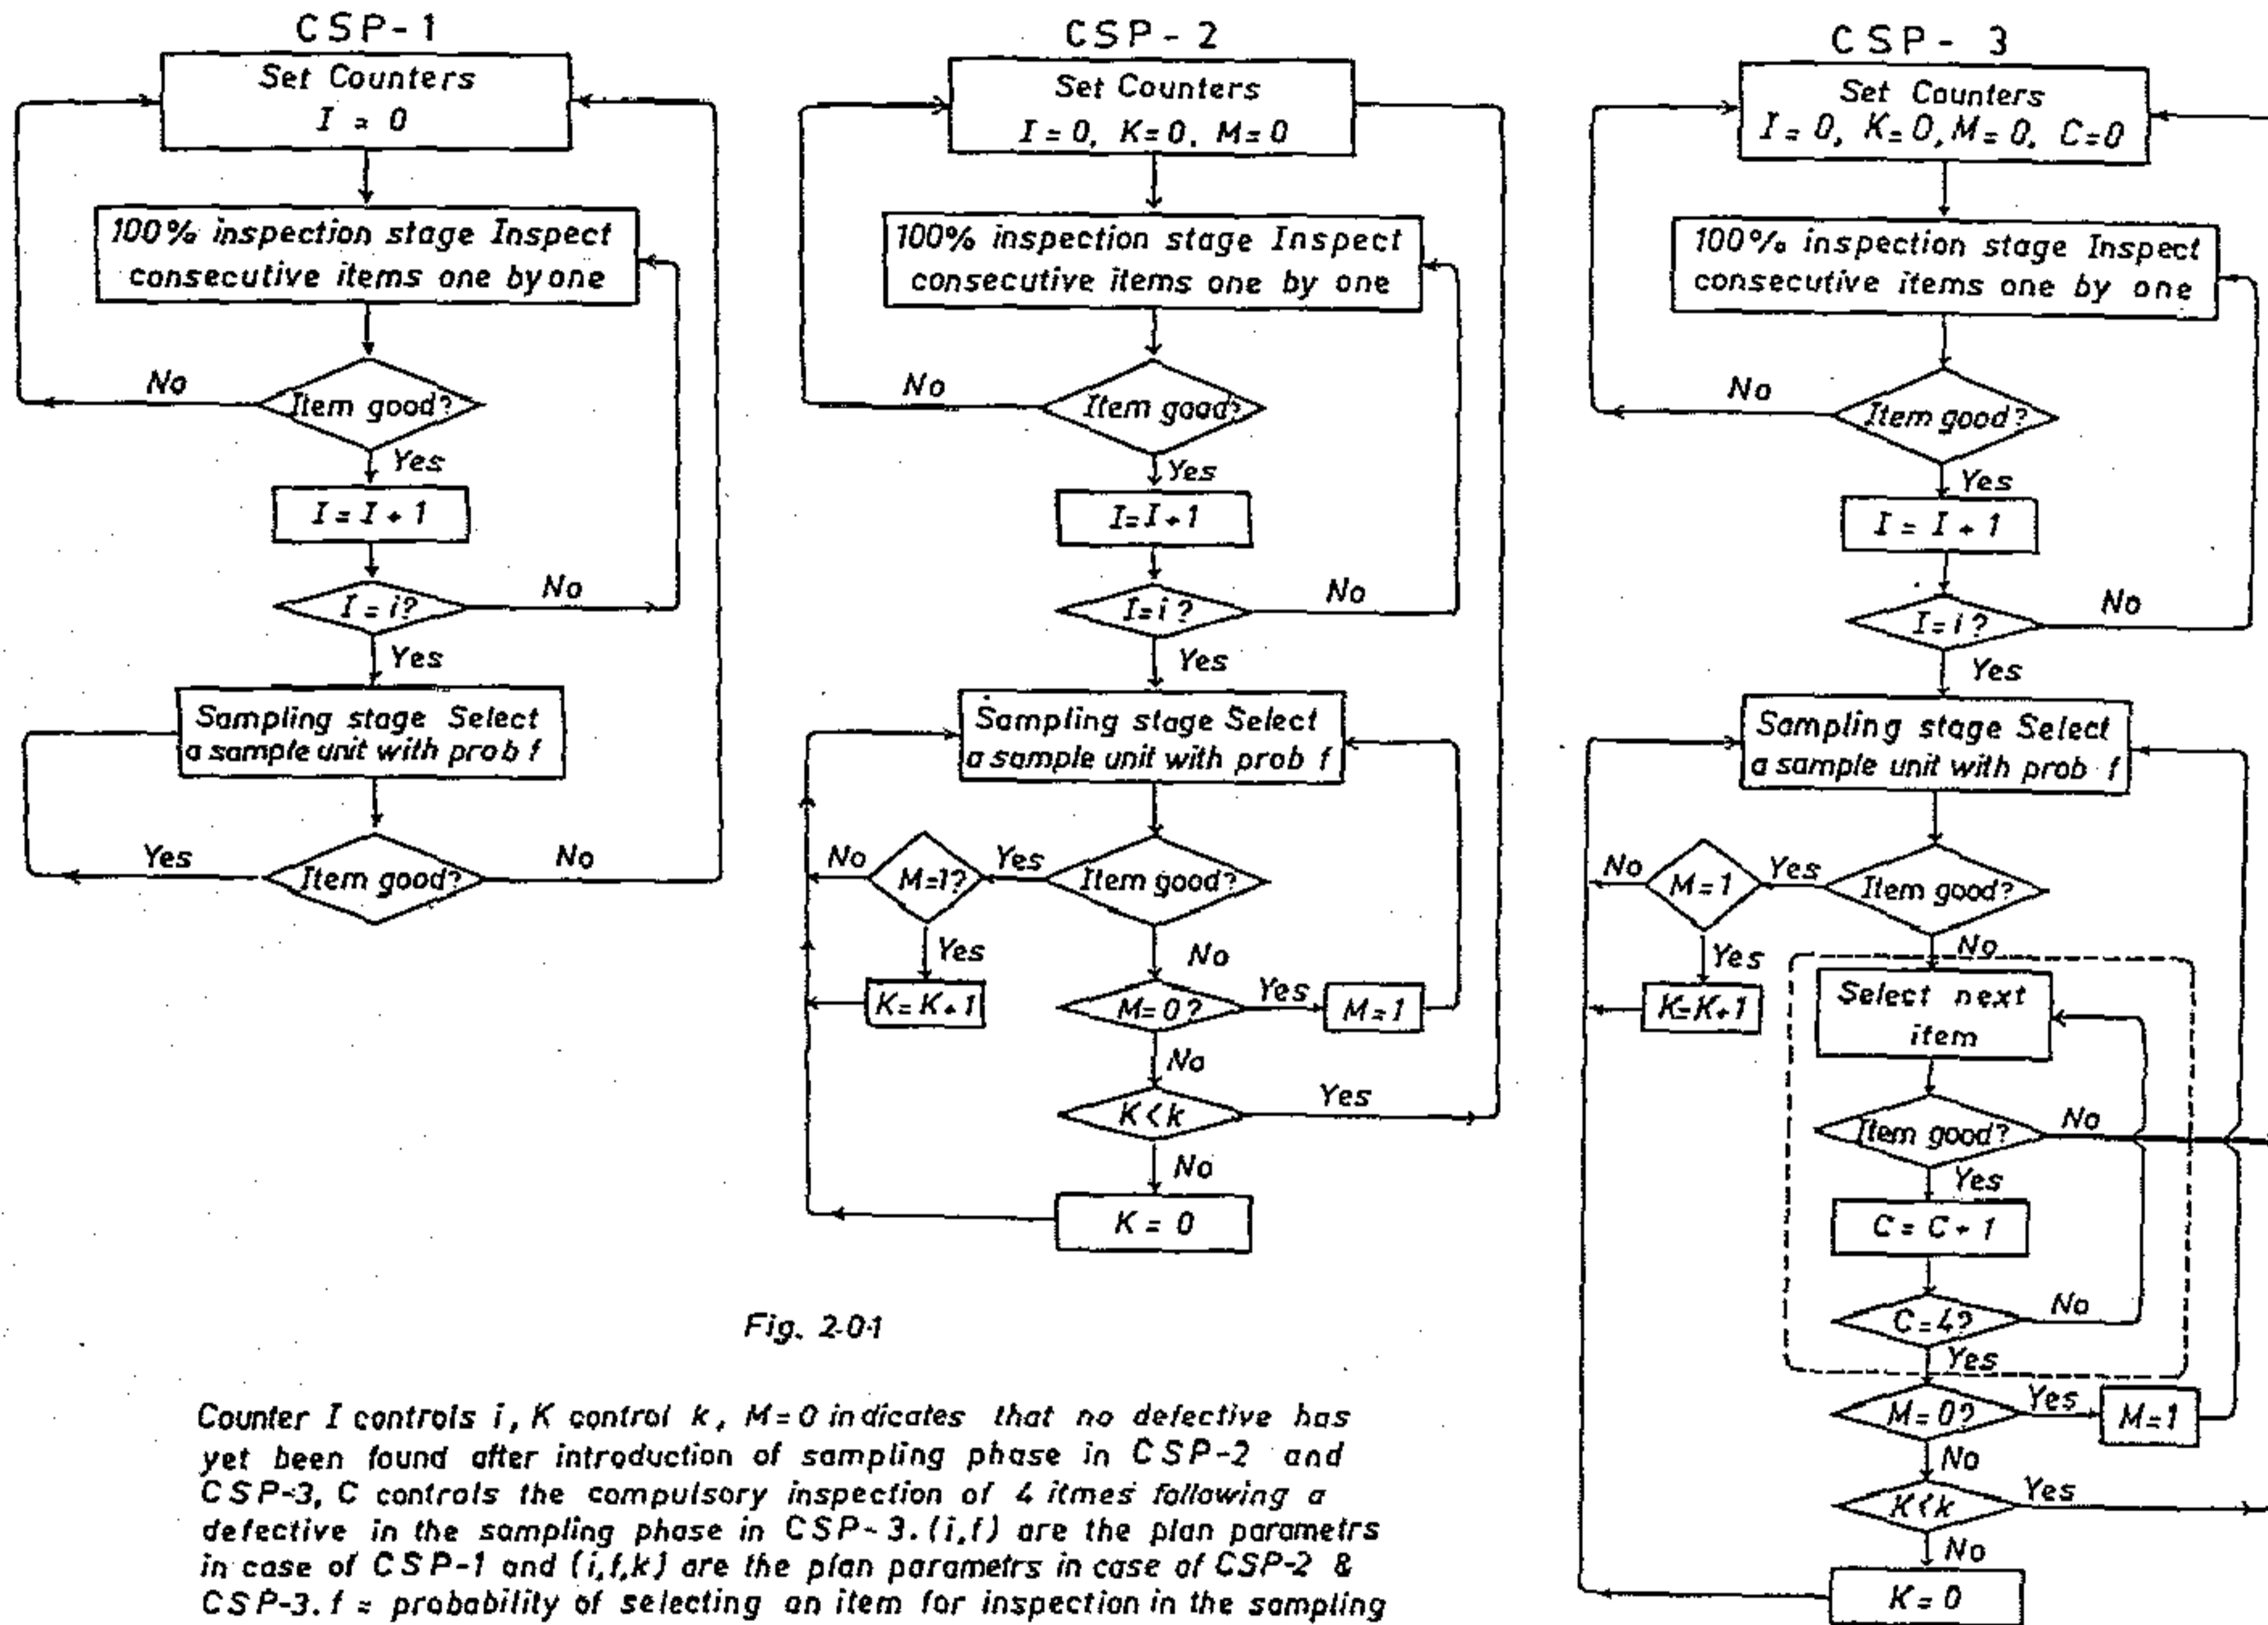 CSP-1
Set Counters
I = 0
100% inspection stage Inspect
consecutive items one by one
No
Item good?
Yes
I = I + 1
I = i?
No
Yes
Sampling stage Select
a sample unit with prob f
Yes
Item good?
No
CSP-2
Set Counters
I=0, K=0, M=0
100% inspection stage Inspect
consecutive items one by one
No
Item good?
Yes
I=I+1
I=i?
No
Yes
Sampling stage Select
a sample unit with prob f
No
M=1?
Yes
Item good?
Yes
K=K+1
No
M=0?
Yes
M=1
No
K<k
Yes
No
K = 0
CSP-3
Set Counters
I=0, K=0, M=0, C=0
100% inspection stage Inspect
consecutive items one by one
No
Item good?
Yes
I = I + 1
I=i?
No
Yes
Sampling stage Select
a sample unit with prob f
No
M=1
Yes
Item good?
Yes
K=K+1
No
Select next
item
Item good?
No
Yes
C = C + 1
C=4?
No
Yes
M=0?
Yes
M=1
No
K<k
Yes
No
K = 0
Fig. 2·0·1
Counter I controls i, K control k, M=0 indicates that no defective has
yet been found after introduction of sampling phase in CSP-2 and
CSP-3, C controls the compulsory inspection of 4 itmes following a
defective in the sampling phase in CSP-3. (i,f) are the plan parametrs
in case of CSP-1 and (i,f,k) are the plan parametrs in case of CSP-2 &
CSP-3. f = probability of selecting an item for inspection in the sampling